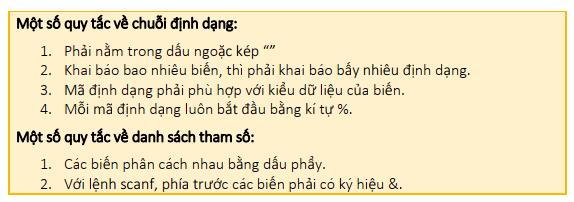 Một số quy tắc về chuỗi định dạng:
1. Phải nằm trong dấu ngoặc kép “”
2. Khai báo bao nhiêu biến, thì phải khai báo bấy nhiêu định dạng.
3. Mã định dạng phải phù hợp với kiểu dữ liệu của biến.
4. Mỗi mã định dạng luôn bắt đầu bằng kí tự %.
Một số quy tắc về danh sách tham số:
1. Các biến phân cách nhau bằng dấu phẩy.
2. Với lệnh scanf, phía trước các biến phải có ký hiệu &.